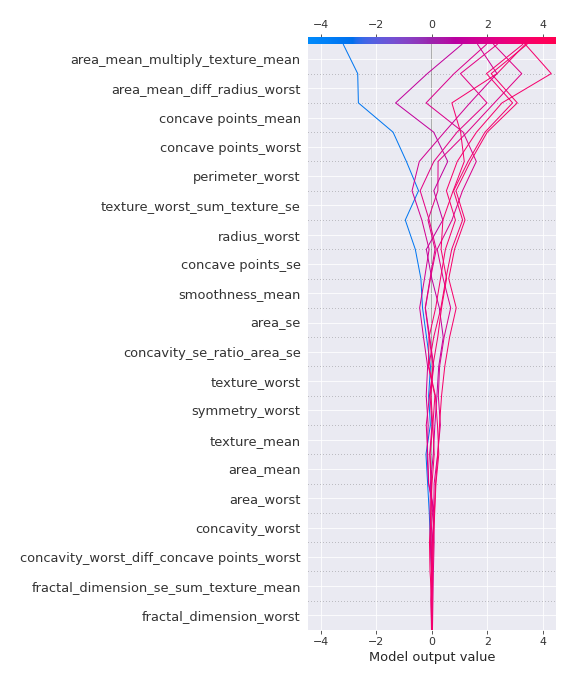 −4 −2 0 2 4
area_mean_multiply_texture_mean
area_mean_diff_radius_worst
concave points_mean
concave points_worst
perimeter_worst
texture_worst_sum_texture_se
radius_worst
concave points_se
smoothness_mean
area_se
concavity_se_ratio_area_se
texture_worst
symmetry_worst
texture_mean
area_mean
area_worst
concavity_worst
concavity_worst_diff_concave points_worst
fractal_dimension_se_sum_texture_mean
fractal_dimension_worst
−4 −2 0 2 4
Model output value